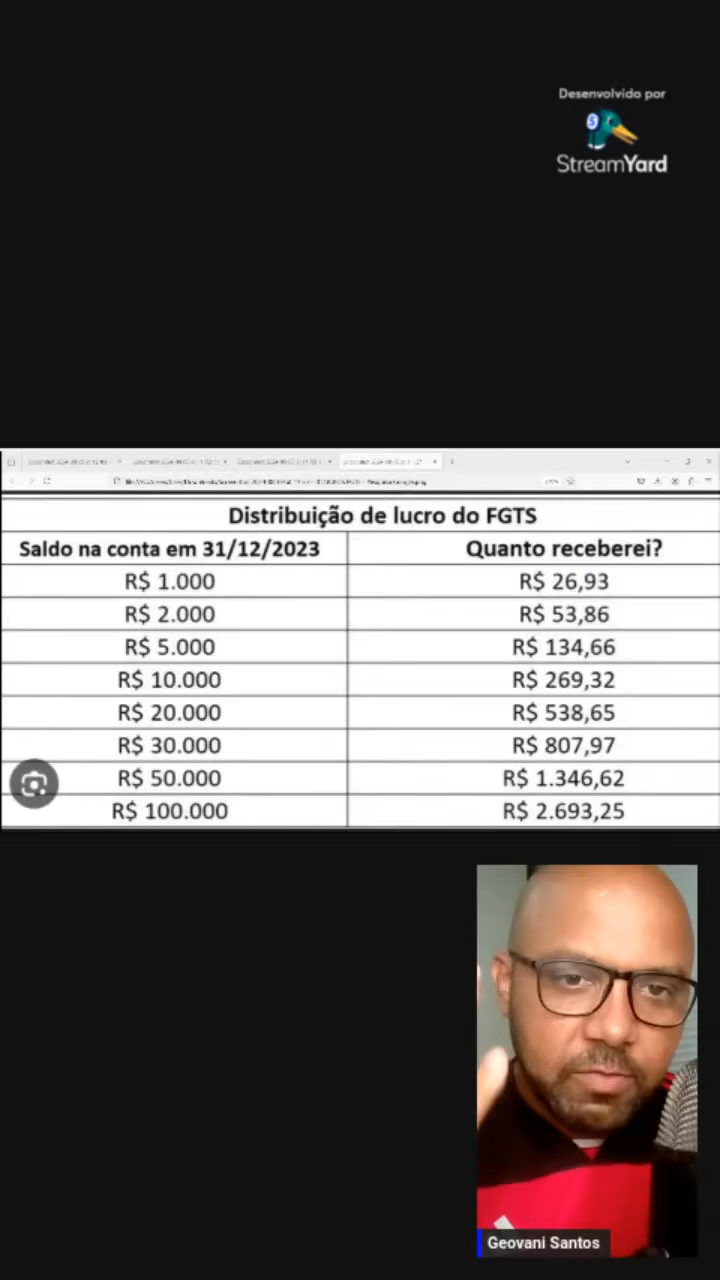 Desenvolvido por
StreamYard
Distribuição de lucro do FGTS
Saldo na conta em 31/12/2023 Quanto receberei?
R$ 1.000 R$ 26,93
R$ 2.000 R$ 53,86
R$ 5.000 R$ 134,66
R$ 10.000 R$ 269,32
R$ 20.000 R$ 538,65
R$ 30.000 R$ 807,97
R$ 50.000 R$ 1.346,62
R$ 100.000 R$ 2.693,25
Geovani Santos